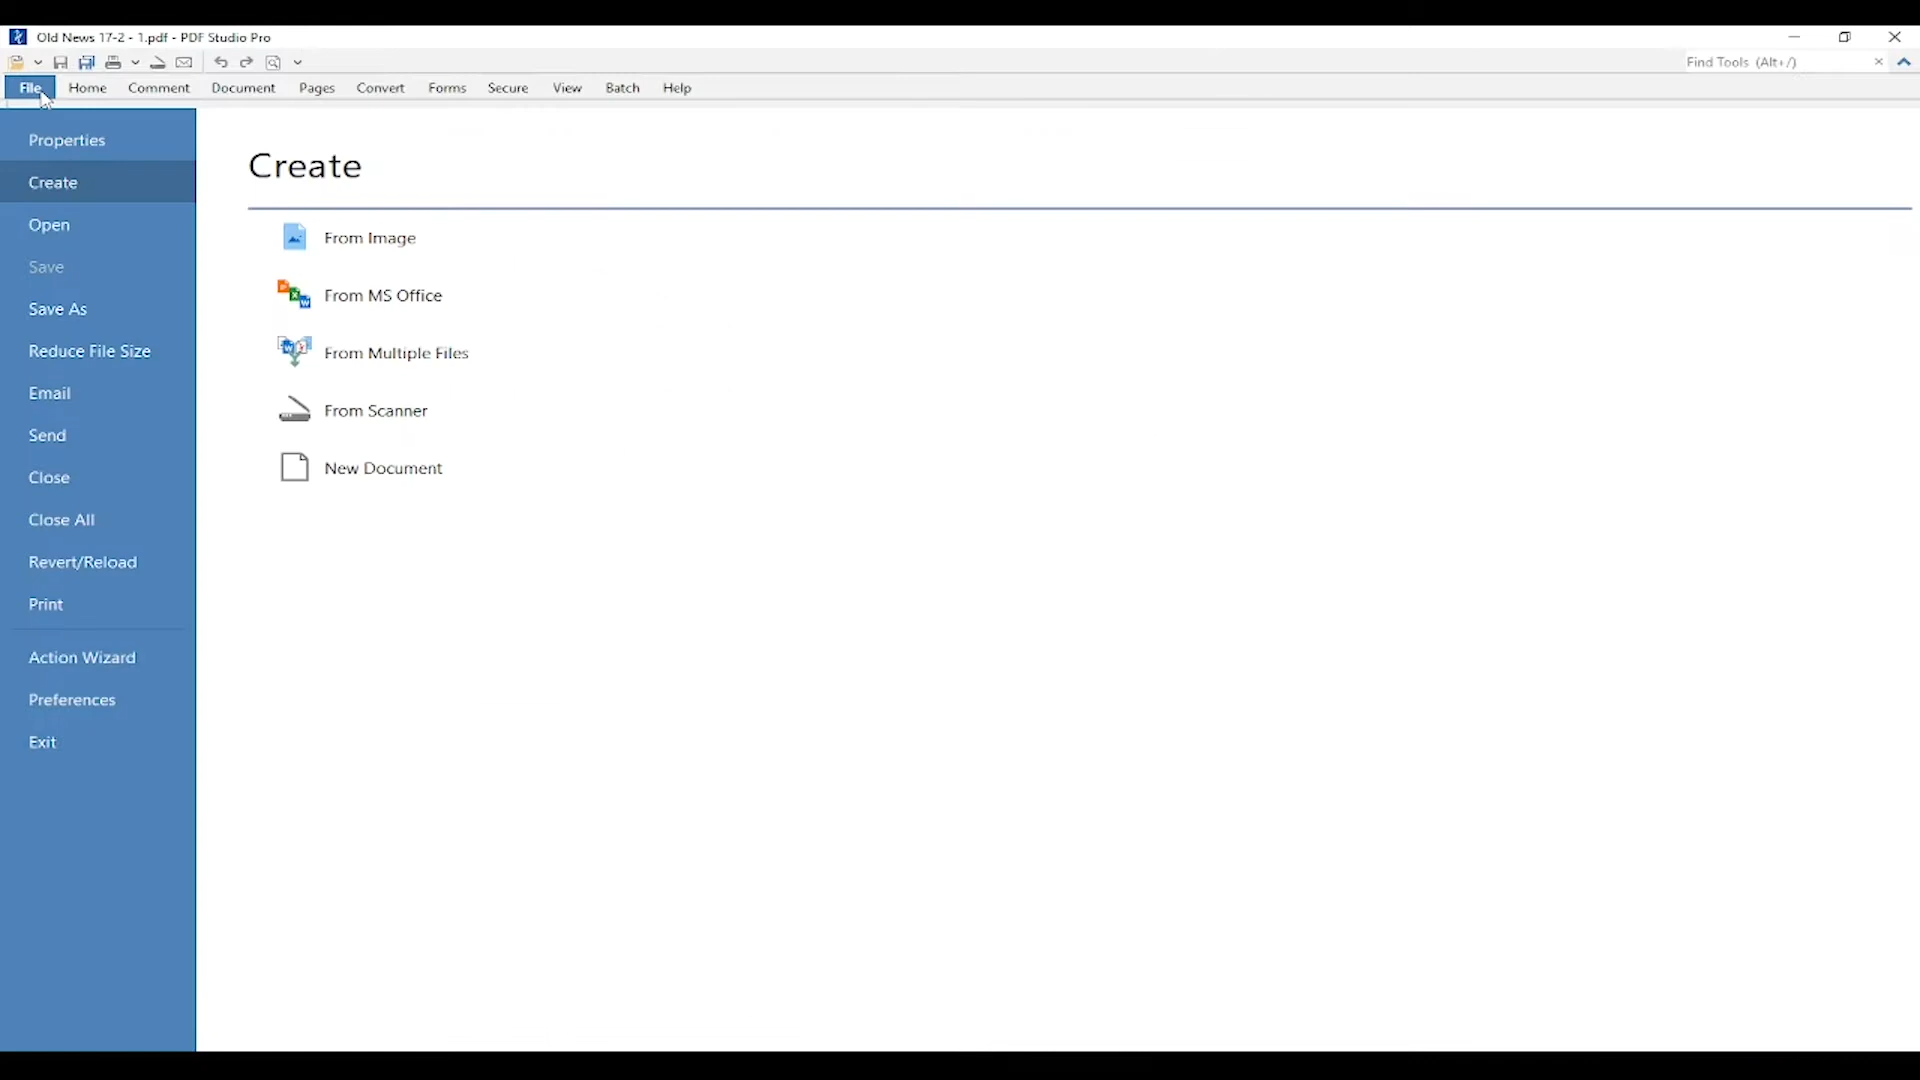 Old News 17-2 - 1.pdf - PDF Studio Pro
Find Tools (Alt+/)
File Home Comment Document Pages Convert Forms Secure View Batch Help
Properties
Create
Open
Save
Save As
Reduce File Size
Email
Send
Close
Close All
Revert/Reload
Print
Action Wizard
Preferences
Exit
Create
From Image
From MS Office
From Multiple Files
From Scanner
New Document